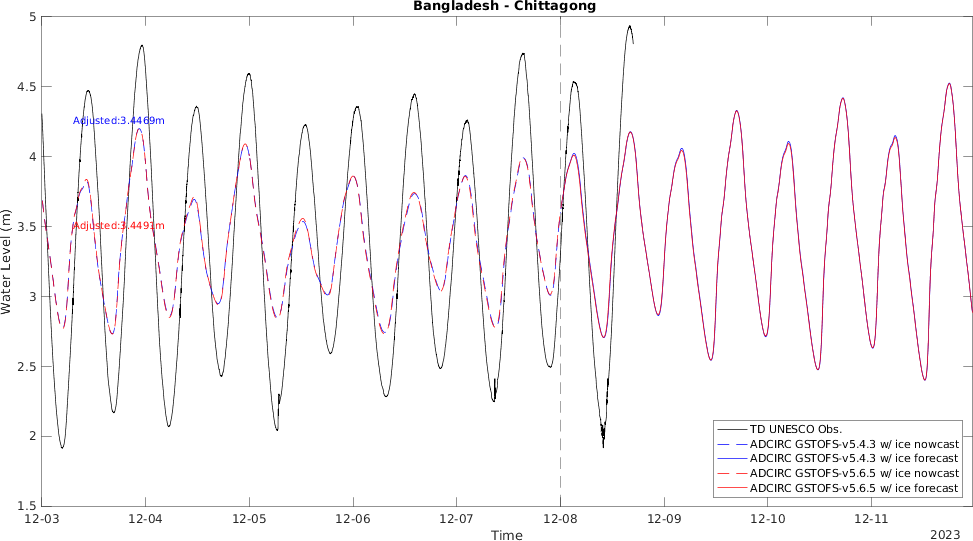 Bangladesh - Chittagong
5
4.5
4
3.5
3
2.5
2
1.5
Water Level (m)
Adjusted:3.4469m
Adjusted:3.4491m
TD UNESCO Obs.
ADCIRC GSTOFS-v5.4.3 w/ ice nowcast
ADCIRC GSTOFS-v5.4.3 w/ ice forecast
ADCIRC GSTOFS-v5.6.5 w/ ice nowcast
ADCIRC GSTOFS-v5.6.5 w/ ice forecast
12-03 12-04 12-05 12-06 12-07 12-08 12-09 12-10 12-11
Time
2023